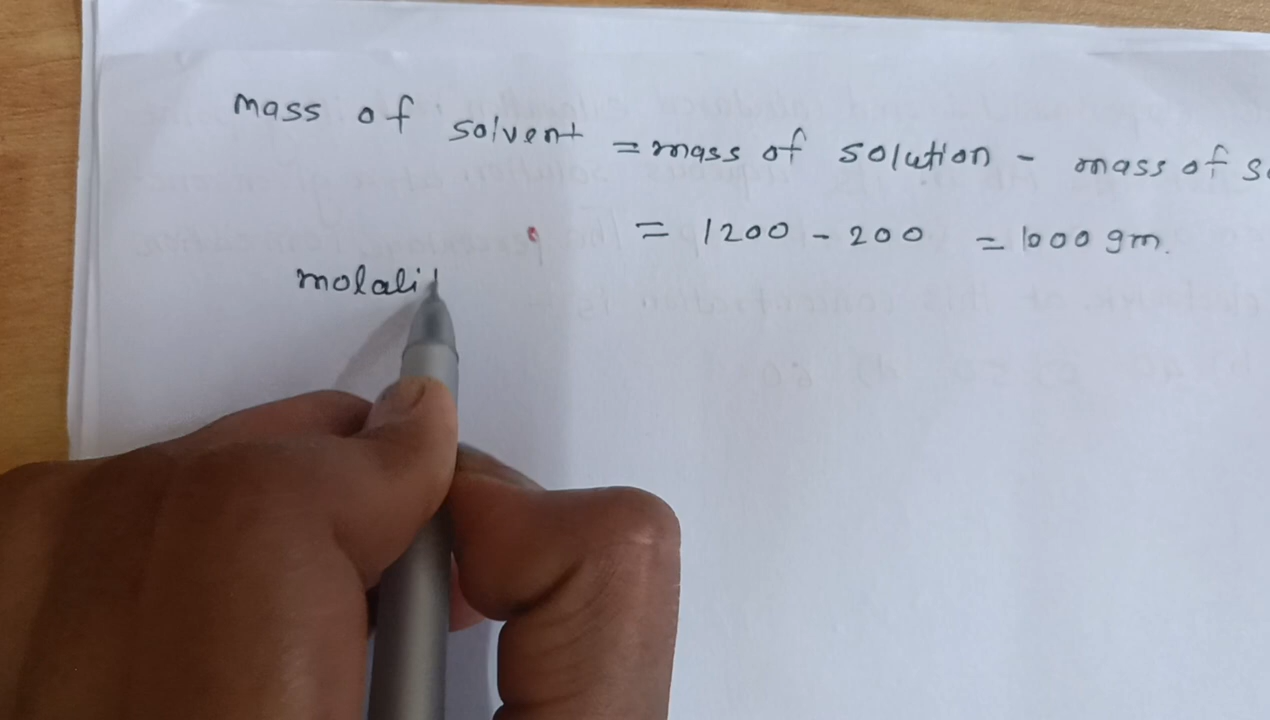 mass of solvent = mass of solution - mass of
= 1200 - 200 = 1000 gm.
molali